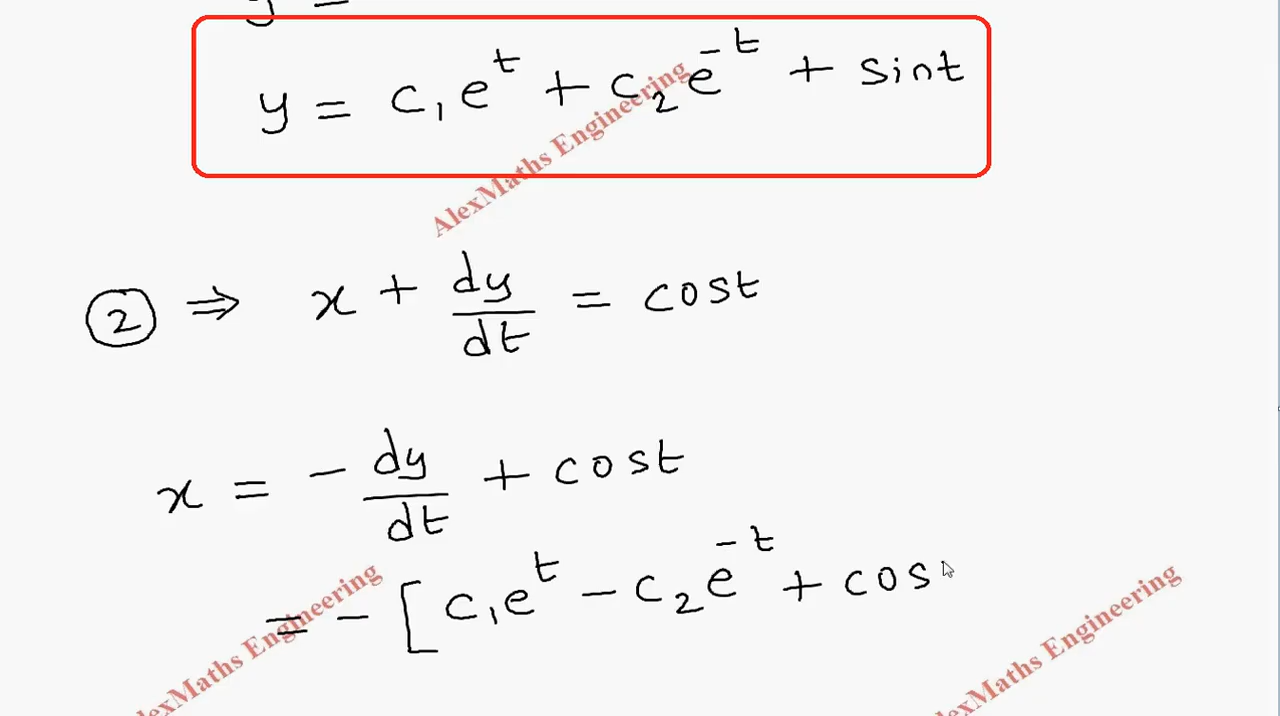 y = c₁eᵗ + c₂e⁻ᵗ + sint
AlexMaths Engineering
② ⇒ x + dy/dt = cost
x = - dy/dt + cost
= - [ c₁eᵗ - c₂e⁻ᵗ + cos
AlexMaths Engineering
AlexMaths Engineering